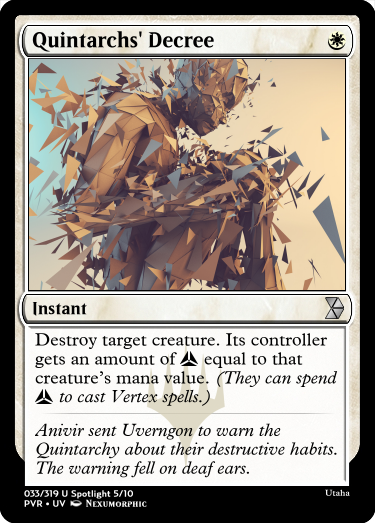 Quintarchs' Decree
Instant
Destroy target creature. Its controller
gets an amount of equal to that
creature's mana value. (They can spend
to cast Vertex spells.)
Anivir sent Uverngon to warn the
Quintarchy about their destructive habits.
The warning fell on deaf ears.
033/319 U Spotlight 5/10
Utaha
PVR • UV Nexumorphic